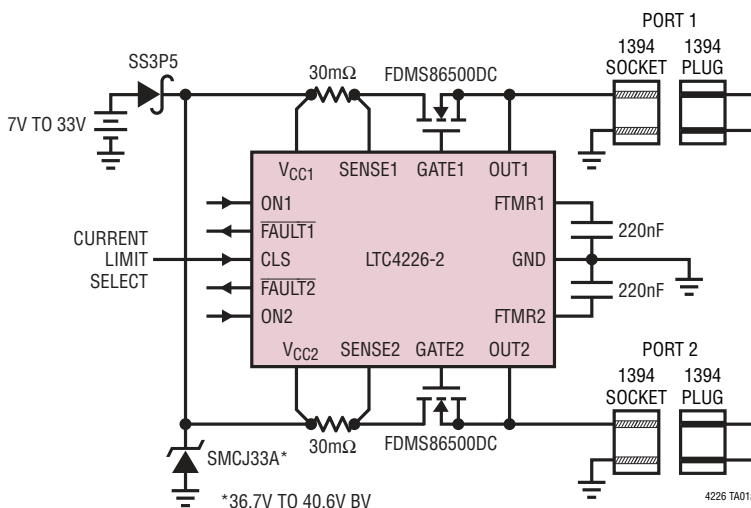 PORT 1
1394
SOCKET
1394
PLUG
SS3P5
30mΩ
FDMS86500DC
7V TO 33V
VCC1
SENSE1
GATE1
OUT1
ON1
FAULT1
CLS
FAULT2
ON2
CURRENT
LIMIT
SELECT
LTC4226-2
FTMR1
GND
FTMR2
220nF
220nF
VCC2
SENSE2
GATE2
OUT2
PORT 2
1394
SOCKET
1394
PLUG
30mΩ
FDMS86500DC
SMCJ33A*
*36.7V TO 40.6V BV